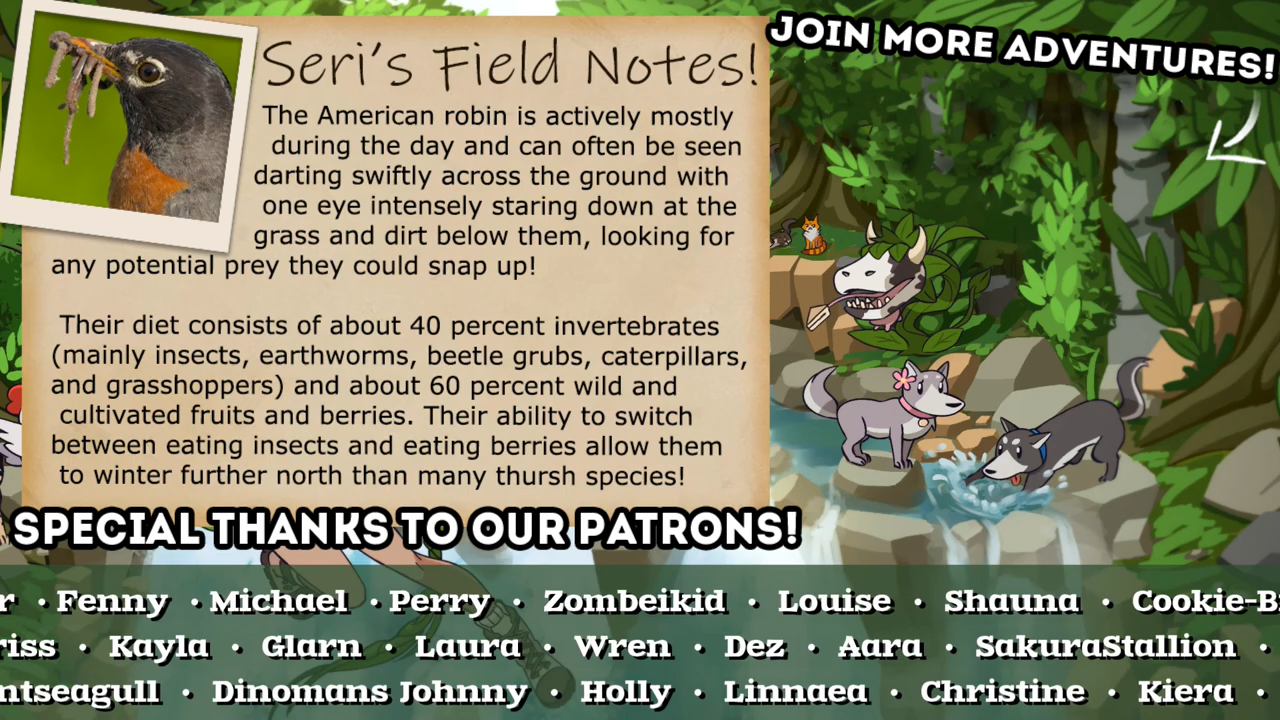 Seri's Field Notes!
The American robin is actively mostly
during the day and can often be seen
darting swiftly across the ground with
one eye intensely staring down at the
grass and dirt below them, looking for
any potential prey they could snap up!
Their diet consists of about 40 percent invertebrates
(mainly insects, earthworms, beetle grubs, caterpillars,
and grasshoppers) and about 60 percent wild and
cultivated fruits and berries. Their ability to switch
between eating insects and eating berries allow them
to winter further north than many thursh species!
JOIN MORE ADVENTURES!
SPECIAL THANKS TO OUR PATRONS!
r · Fenny · Michael · Perry · Zombeikid · Louise · Shauna · Cookie-B
riss · Kayla · Glarn · Laura · Wren · Dez · Aara · SakuraStallion ·
ntseagull · Dinomans Johnny · Holly · Linnaea · Christine · Kiera ·